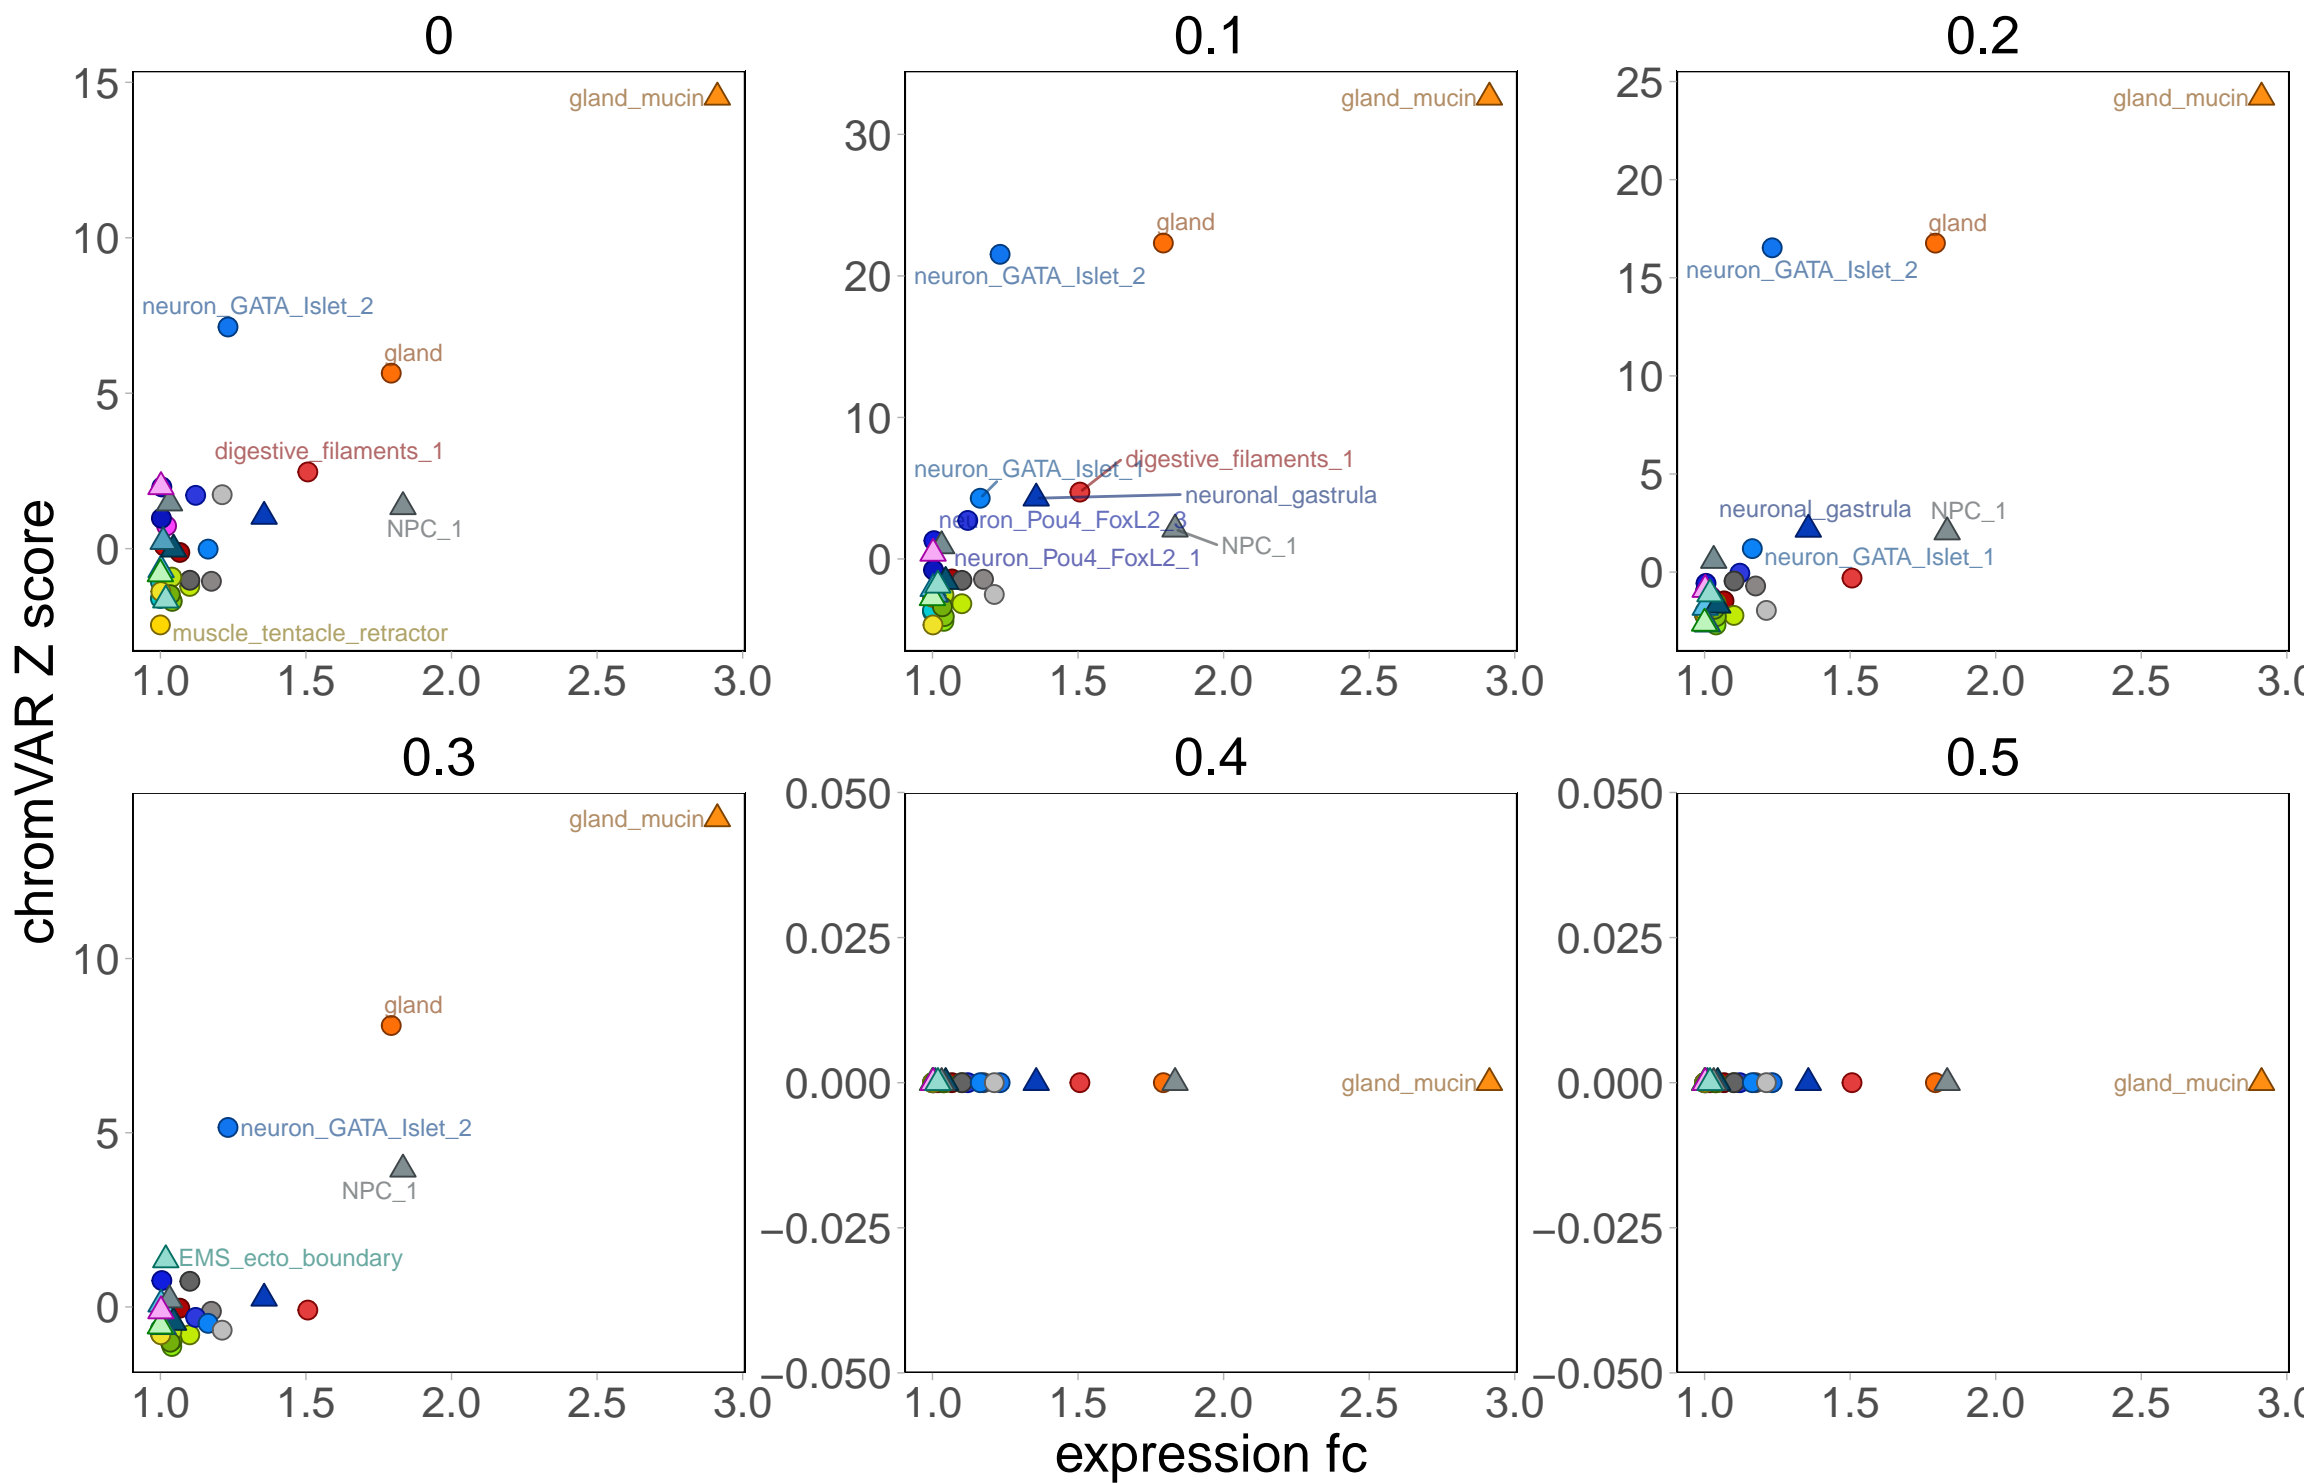 0
0.1
0.2
chromVAR Z score
15
10
5
0
gland_mucin
neuron_GATA_Islet_2
gland
digestive_filaments_1
NPC_1
muscle_tentacle_retractor
1.0 1.5 2.0 2.5 3.0
30
20
10
0
gland_mucin
gland
neuron_GATA_Islet_2
neuron_GATA_Islet_1
digestive_filaments_1
neuronal_gastrula
neuron_Pou4_FoxL2_3
NPC_1
neuron_Pou4_FoxL2_1
1.0 1.5 2.0 2.5 3.0
25
20
15
10
5
0
gland_mucin
gland
neuron_GATA_Islet_2
neuronal_gastrula
NPC_1
neuron_GATA_Islet_1
1.0 1.5 2.0 2.5 3.0
0.3
0.4
0.5
10
5
0
gland_mucin
gland
neuron_GATA_Islet_2
NPC_1
EMS_ecto_boundary
1.0 1.5 2.0 2.5 3.0
0.050
0.025
0.000
−0.025
−0.050
gland_mucin
1.0 1.5 2.0 2.5 3.0
0.050
0.025
0.000
−0.025
−0.050
gland_mucin
1.0 1.5 2.0 2.5 3.0
expression fc